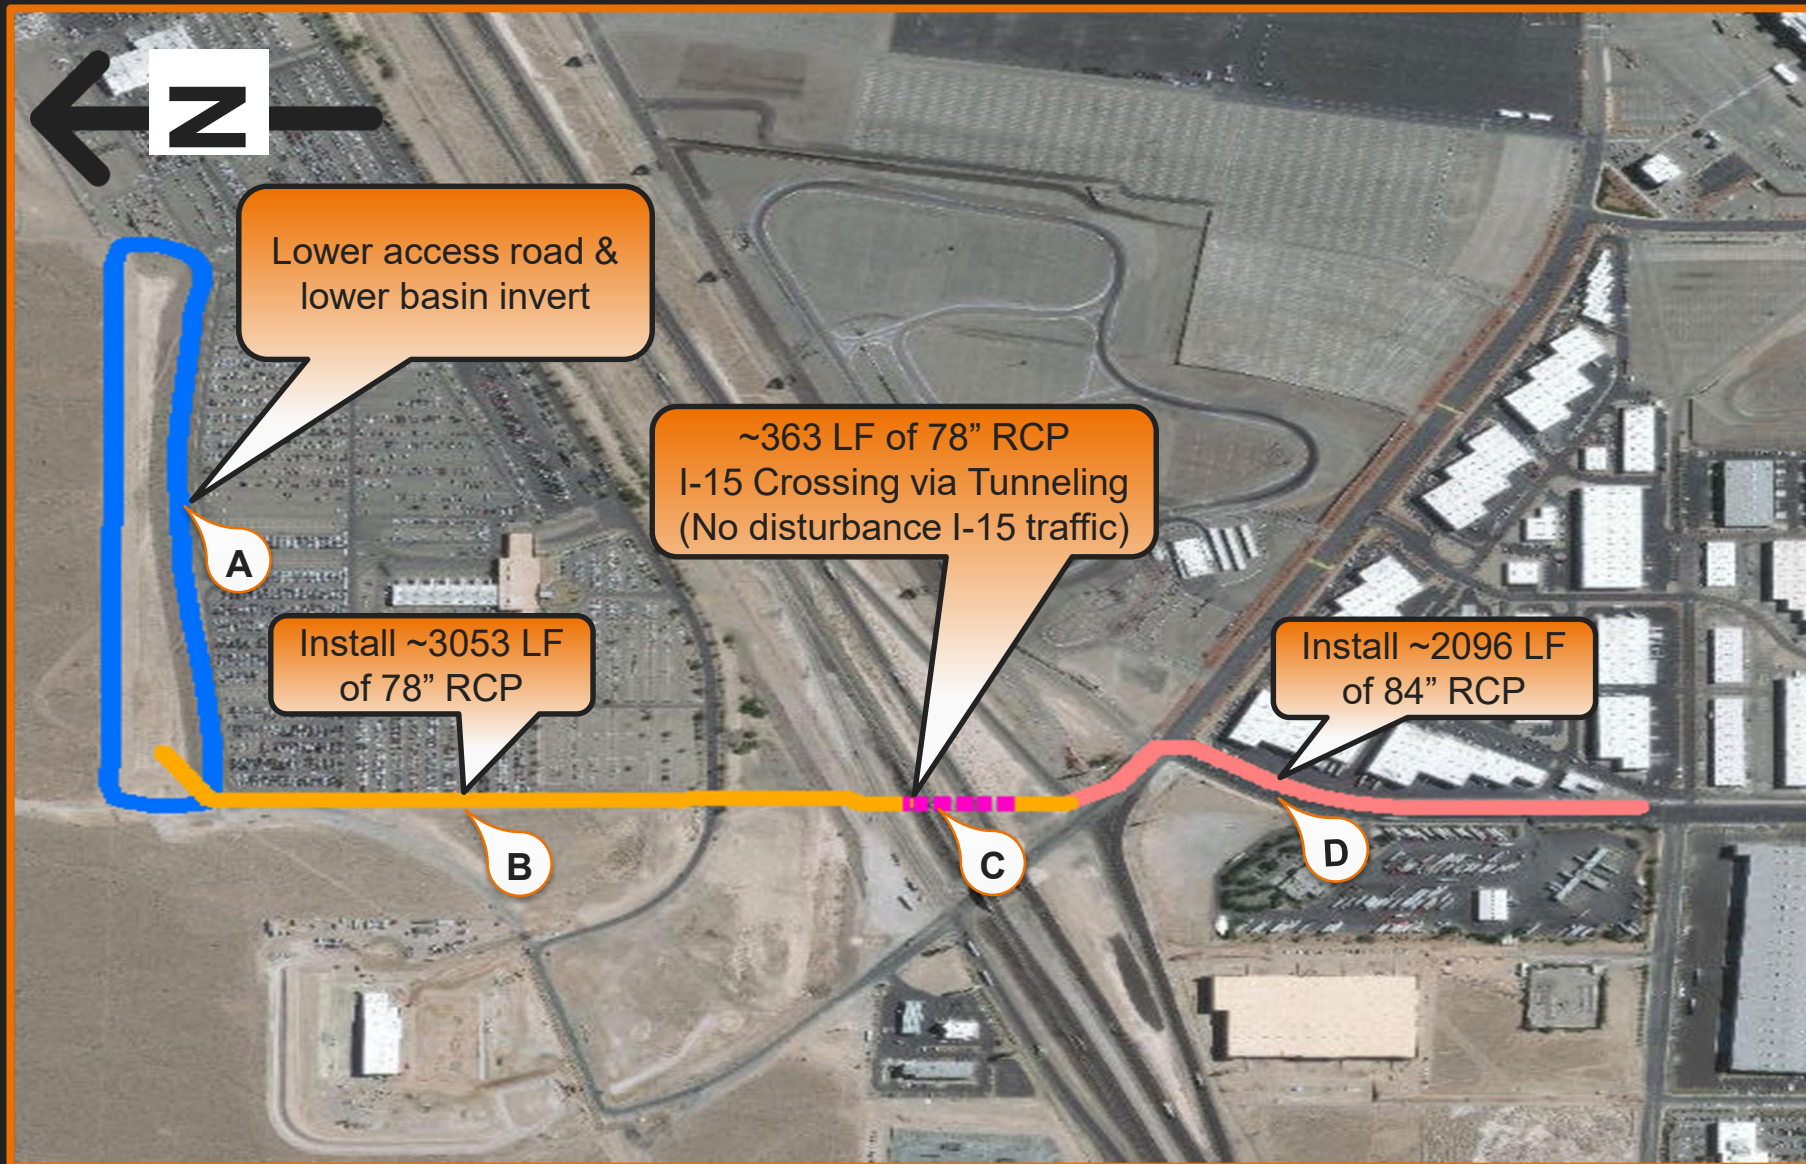 N
Lower access road &
lower basin invert
~363 LF of 78” RCP
I-15 Crossing via Tunneling
(No disturbance I-15 traffic)
A
Install ~3053 LF
of 78” RCP
Install ~2096 LF
of 84” RCP
B
C
D